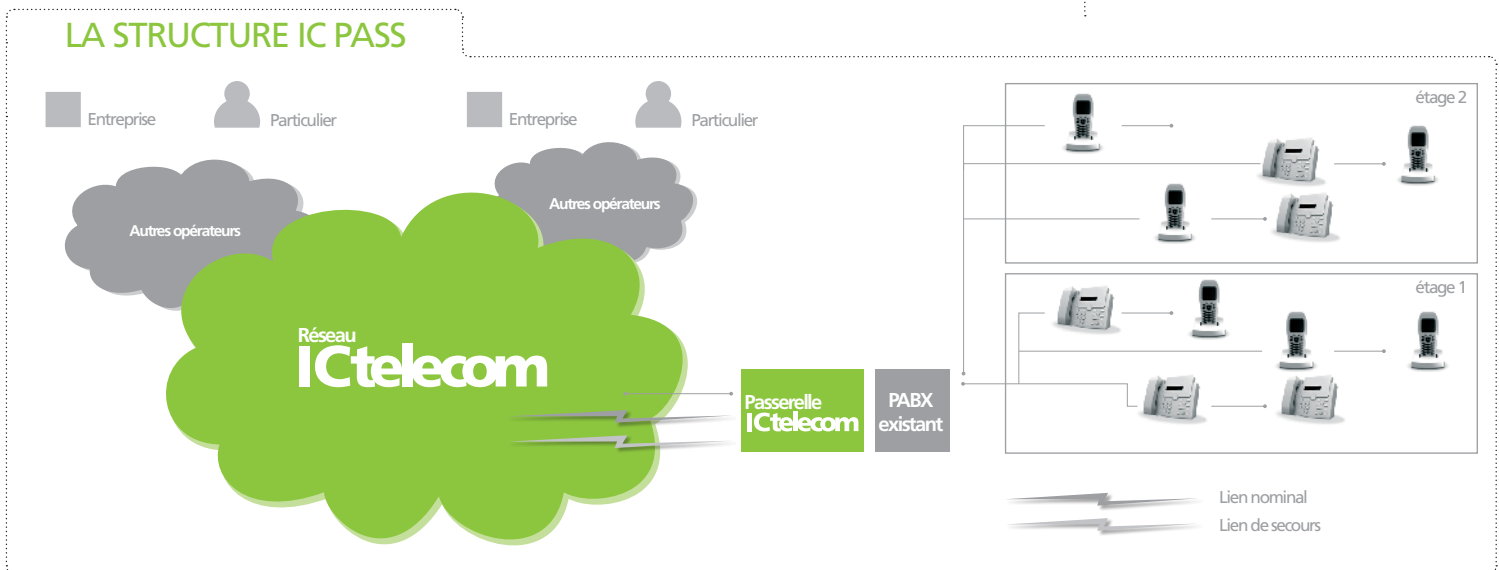 LA STRUCTURE IC PASS
Entreprise
Particulier
Entreprise
Particulier
Autres opérateurs
Autres opérateurs
Réseau
ICtelecom
Passerelle
ICtelecom
PABX
existant
étage 2
étage 1
Lien nominal
Lien de secours